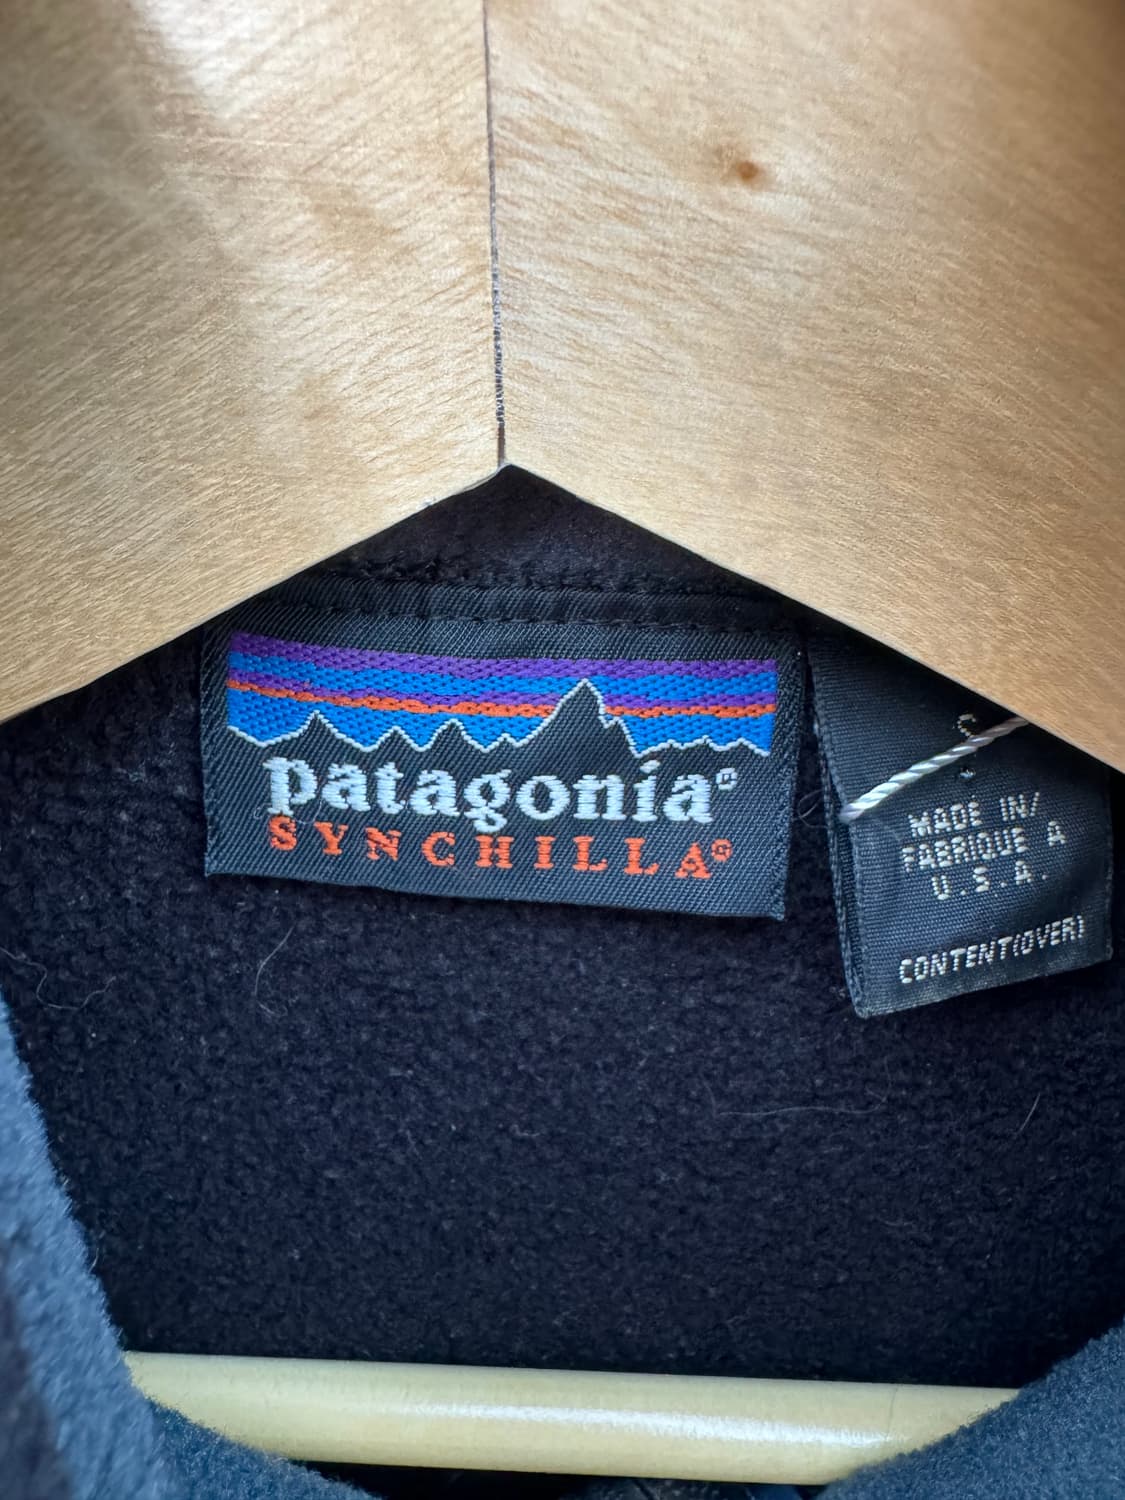 patagonia®
SYNCHILLA®
MADE IN/
FABRIQUE A
U.S.A.
CONTENT(OVER)